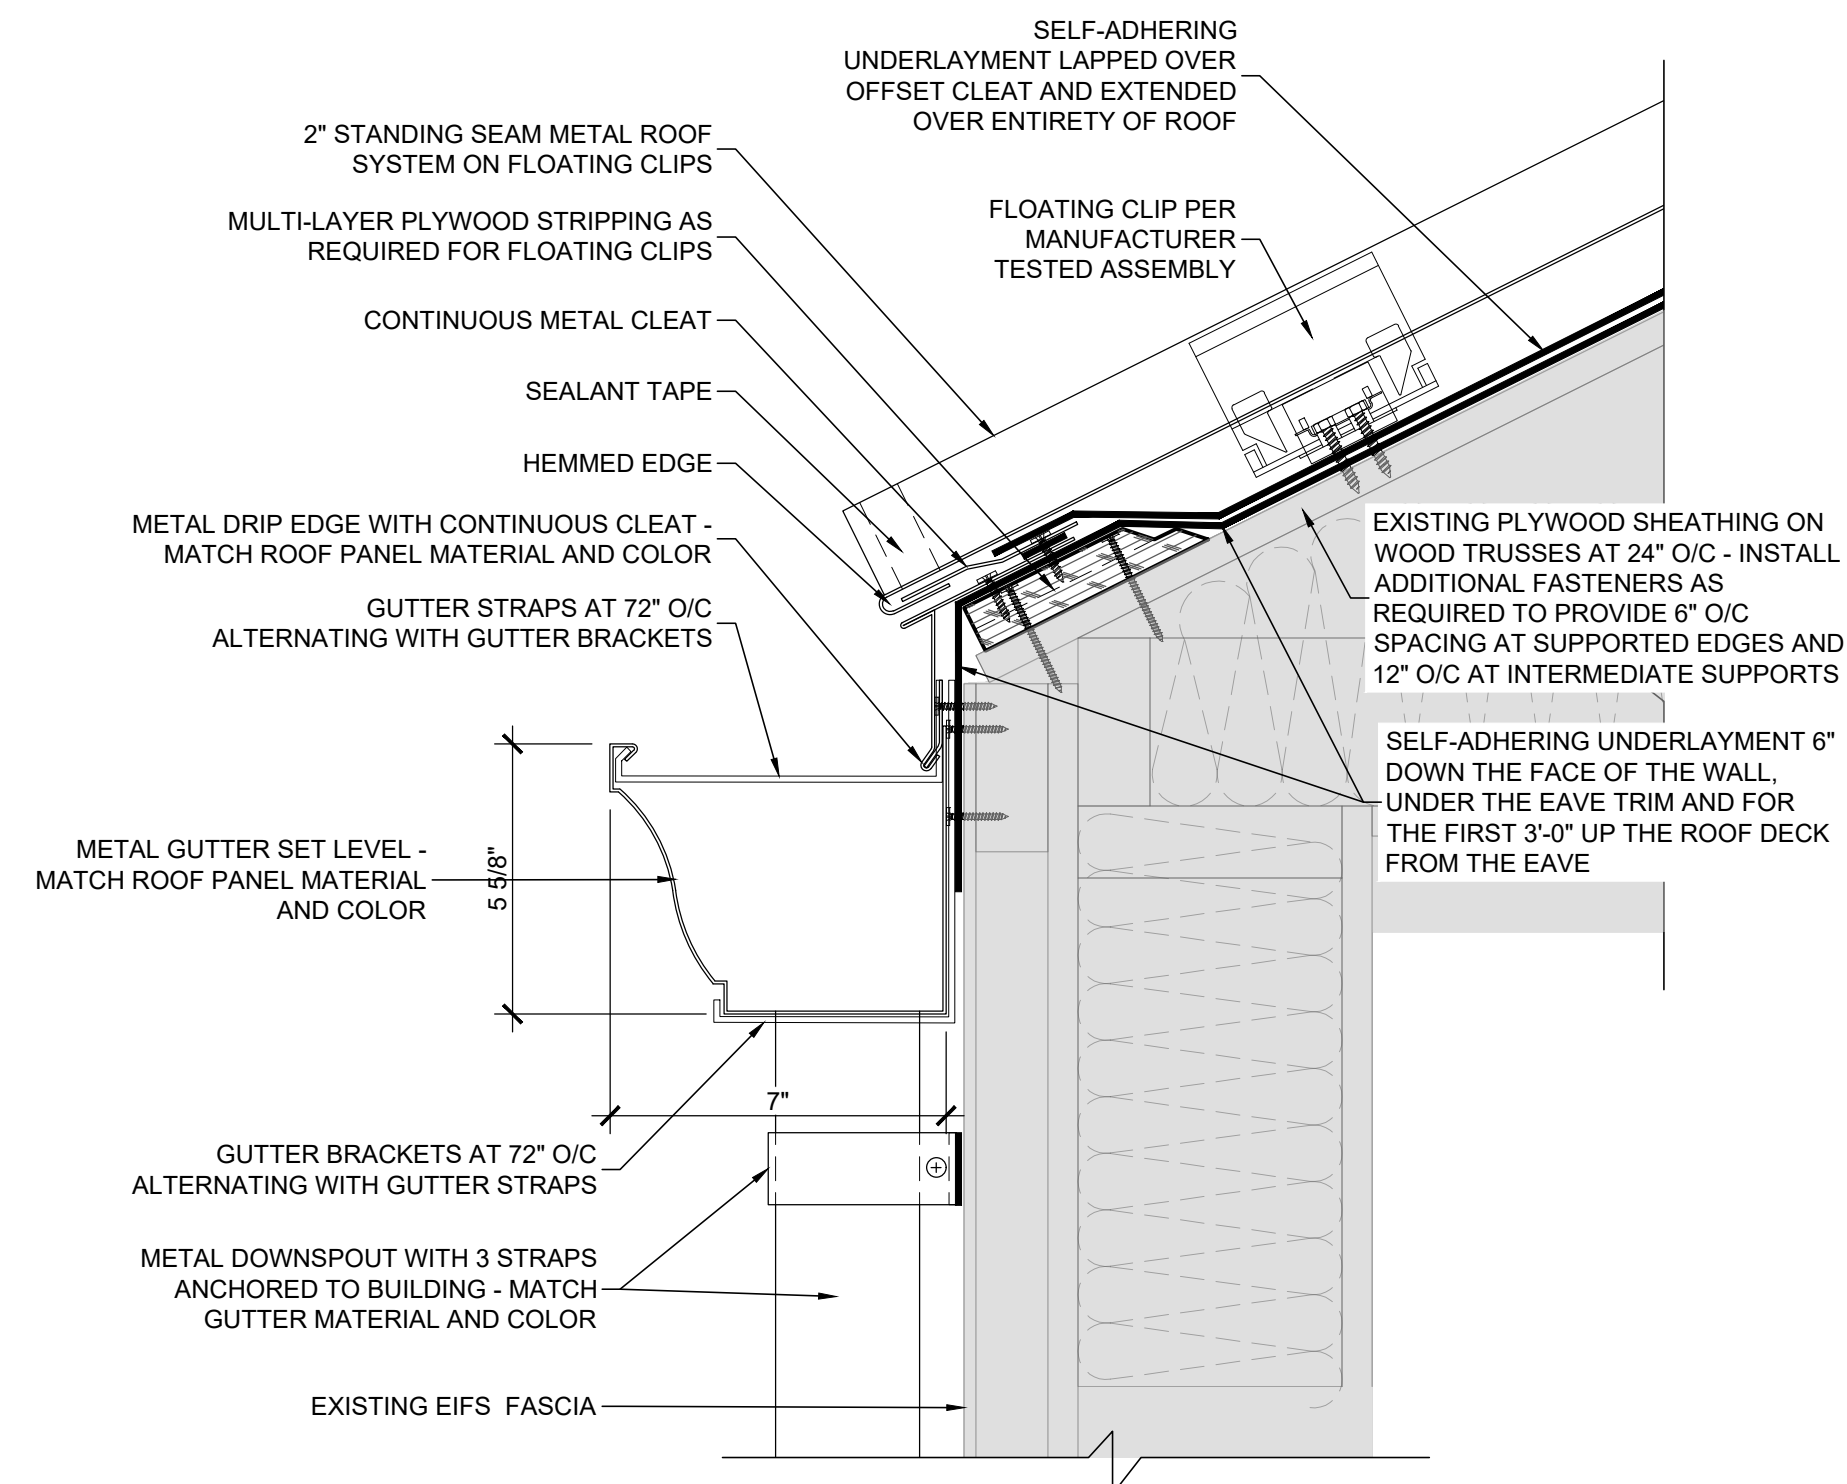 SELF-ADHERING
UNDERLAYMENT LAPPED OVER
OFFSET CLEAT AND EXTENDED
OVER ENTIRETY OF ROOF
2" STANDING SEAM METAL ROOF
SYSTEM ON FLOATING CLIPS
MULTI-LAYER PLYWOOD STRIPPING AS
REQUIRED FOR FLOATING CLIPS
FLOATING CLIP PER
MANUFACTURER
TESTED ASSEMBLY
CONTINUOUS METAL CLEAT
SEALANT TAPE
HEMMED EDGE
METAL DRIP EDGE WITH CONTINUOUS CLEAT -
MATCH ROOF PANEL MATERIAL AND COLOR
GUTTER STRAPS AT 72" O/C
ALTERNATING WITH GUTTER BRACKETS
EXISTING PLYWOOD SHEATHING ON
WOOD TRUSSES AT 24" O/C - INSTALL
ADDITIONAL FASTENERS AS
REQUIRED TO PROVIDE 6" O/C
SPACING AT SUPPORTED EDGES AND
12" O/C AT INTERMEDIATE SUPPORTS
SELF-ADHERING UNDERLAYMENT 6"
DOWN THE FACE OF THE WALL,
UNDER THE EAVE TRIM AND FOR
THE FIRST 3'-0" UP THE ROOF DECK
FROM THE EAVE
METAL GUTTER SET LEVEL -
MATCH ROOF PANEL MATERIAL
AND COLOR
5 5/8"
7"
GUTTER BRACKETS AT 72" O/C
ALTERNATING WITH GUTTER STRAPS
METAL DOWNSPOUT WITH 3 STRAPS
ANCHORED TO BUILDING - MATCH
GUTTER MATERIAL AND COLOR
EXISTING EIFS FASCIA